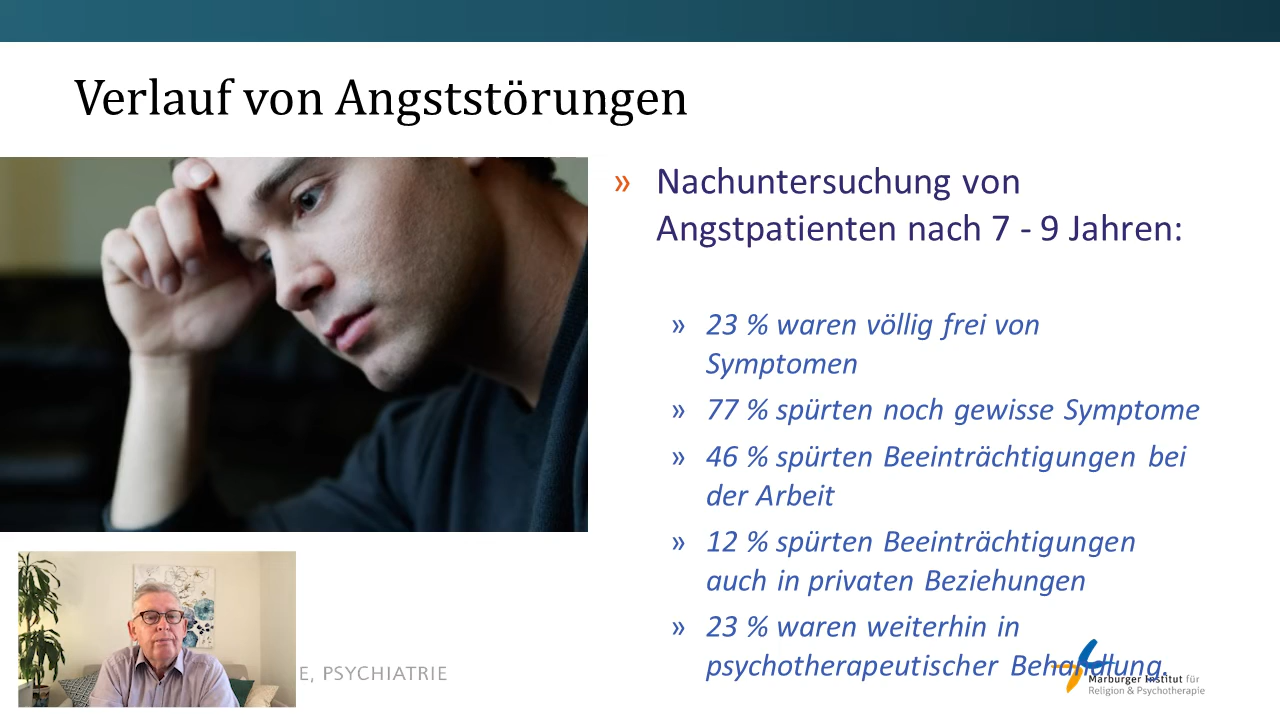 Verlauf von Angststörungen
» Nachuntersuchung von
Angstpatienten nach 7 - 9 Jahren:
» 23 % waren völlig frei von
Symptomen
» 77 % spürten noch gewisse Symptome
» 46 % spürten Beeinträchtigungen bei
der Arbeit
» 12 % spürten Beeinträchtigungen
auch in privaten Beziehungen
» 23 % waren weiterhin in
psychotherapeutischer Behandlung.
E, PSYCHIATRIE
Marburger Institut für
Religion & Psychotherapie